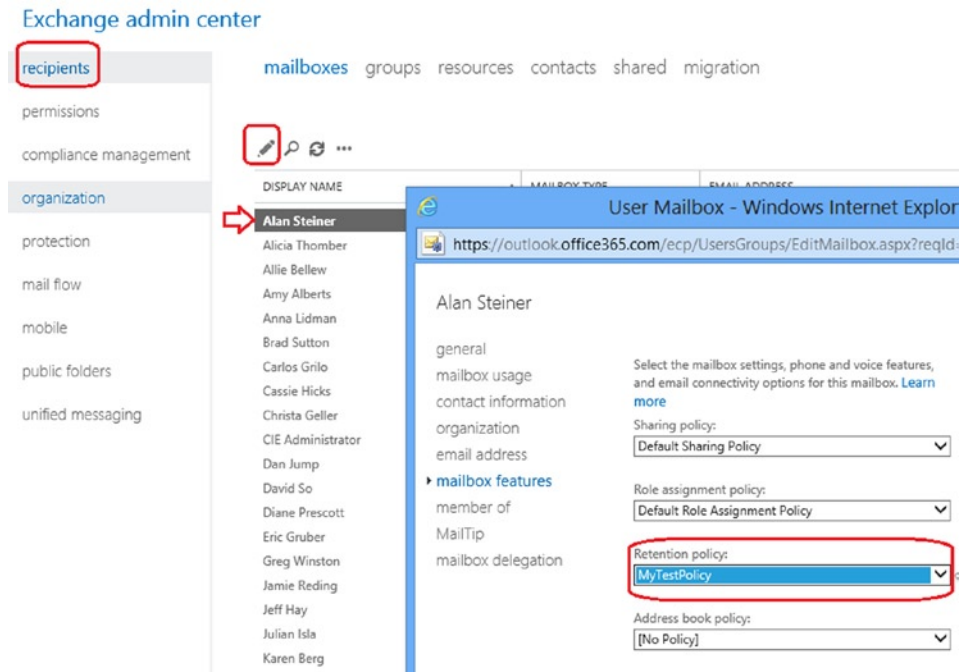 Exchange admin center
recipients
permissions
compliance management
organization
protection
mail flow
mobile
public folders
unified messaging
mailboxes groups resources contacts shared migration
DISPLAY NAME MAILBOX TYPE EMAIL ADDRESS
Alan Steiner
Alicia Thomber
Allie Bellew
Amy Alberts
Anna Lidman
Brad Sutton
Carlos Grilo
Cassie Hicks
Christa Geller
CIE Administrator
Dan Jump
David So
Diane Prescott
Eric Gruber
Greg Winston
Jamie Reding
Jeff Hay
Julian Isla
Karen Berg
User Mailbox - Windows Internet Explor
https://outlook.office365.com/ecp/UsersGroups/EditMailbox.aspx?reqId=
Alan Steiner
general
mailbox usage
contact information
organization
email address
mailbox features
member of
MailTip
mailbox delegation
Select the mailbox settings, phone and voice features,
and email connectivity options for this mailbox. Learn
more
Sharing policy:
Default Sharing Policy
Role assignment policy:
Default Role Assignment Policy
Retention policy:
MyTestPolicy
Address book policy:
[No Policy]